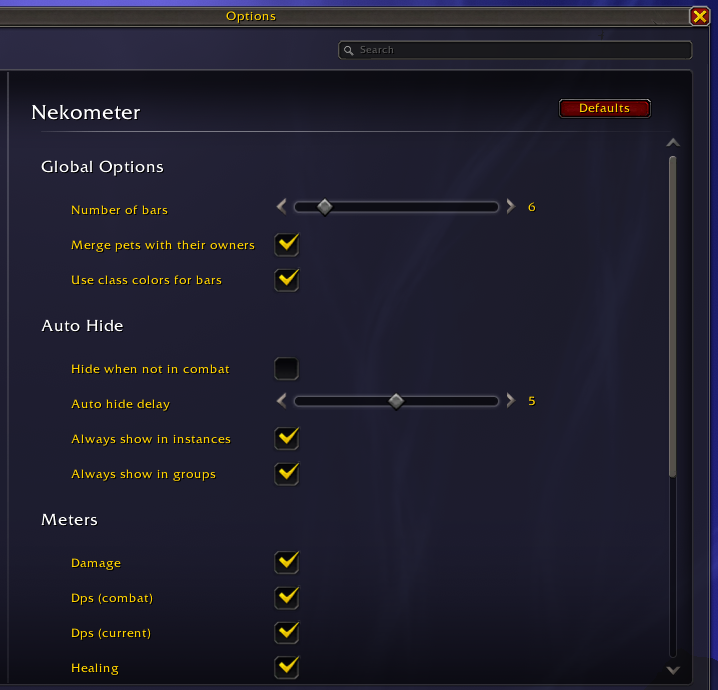 Options
Search
Nekometer
Defaults
Global Options
Number of bars 6
Merge pets with their owners
Use class colors for bars
Auto Hide
Hide when not in combat
Auto hide delay 5
Always show in instances
Always show in groups
Meters
Damage
Dps (combat)
Dps (current)
Healing